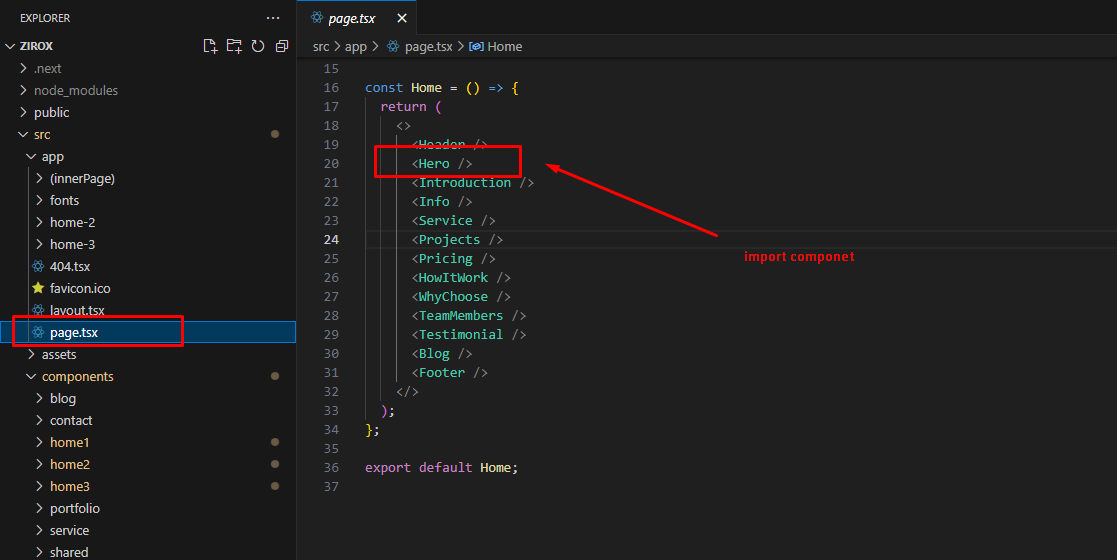 EXPLORER
···
page.tsx
ZIROX
src > app > page.tsx > Home
.next
node_modules
public
src
app
(innerPage)
fonts
home-2
home-3
404.tsx
favicon.ico
layout.tsx
page.tsx
assets
components
blog
contact
home1
home2
home3
portfolio
service
shared
15
16 const Home = () => {
17 return (
18 <>
19 <Header />
20 <Hero />
21 <Introduction />
22 <Info />
23 <Service />
24 <Projects />
25 <Pricing />
26 <HowItWork />
27 <WhyChoose />
28 <TeamMembers />
29 <Testimonial />
30 <Blog />
31 <Footer />
32 </>
33 );
34 };
35
36 export default Home;
37
import componet